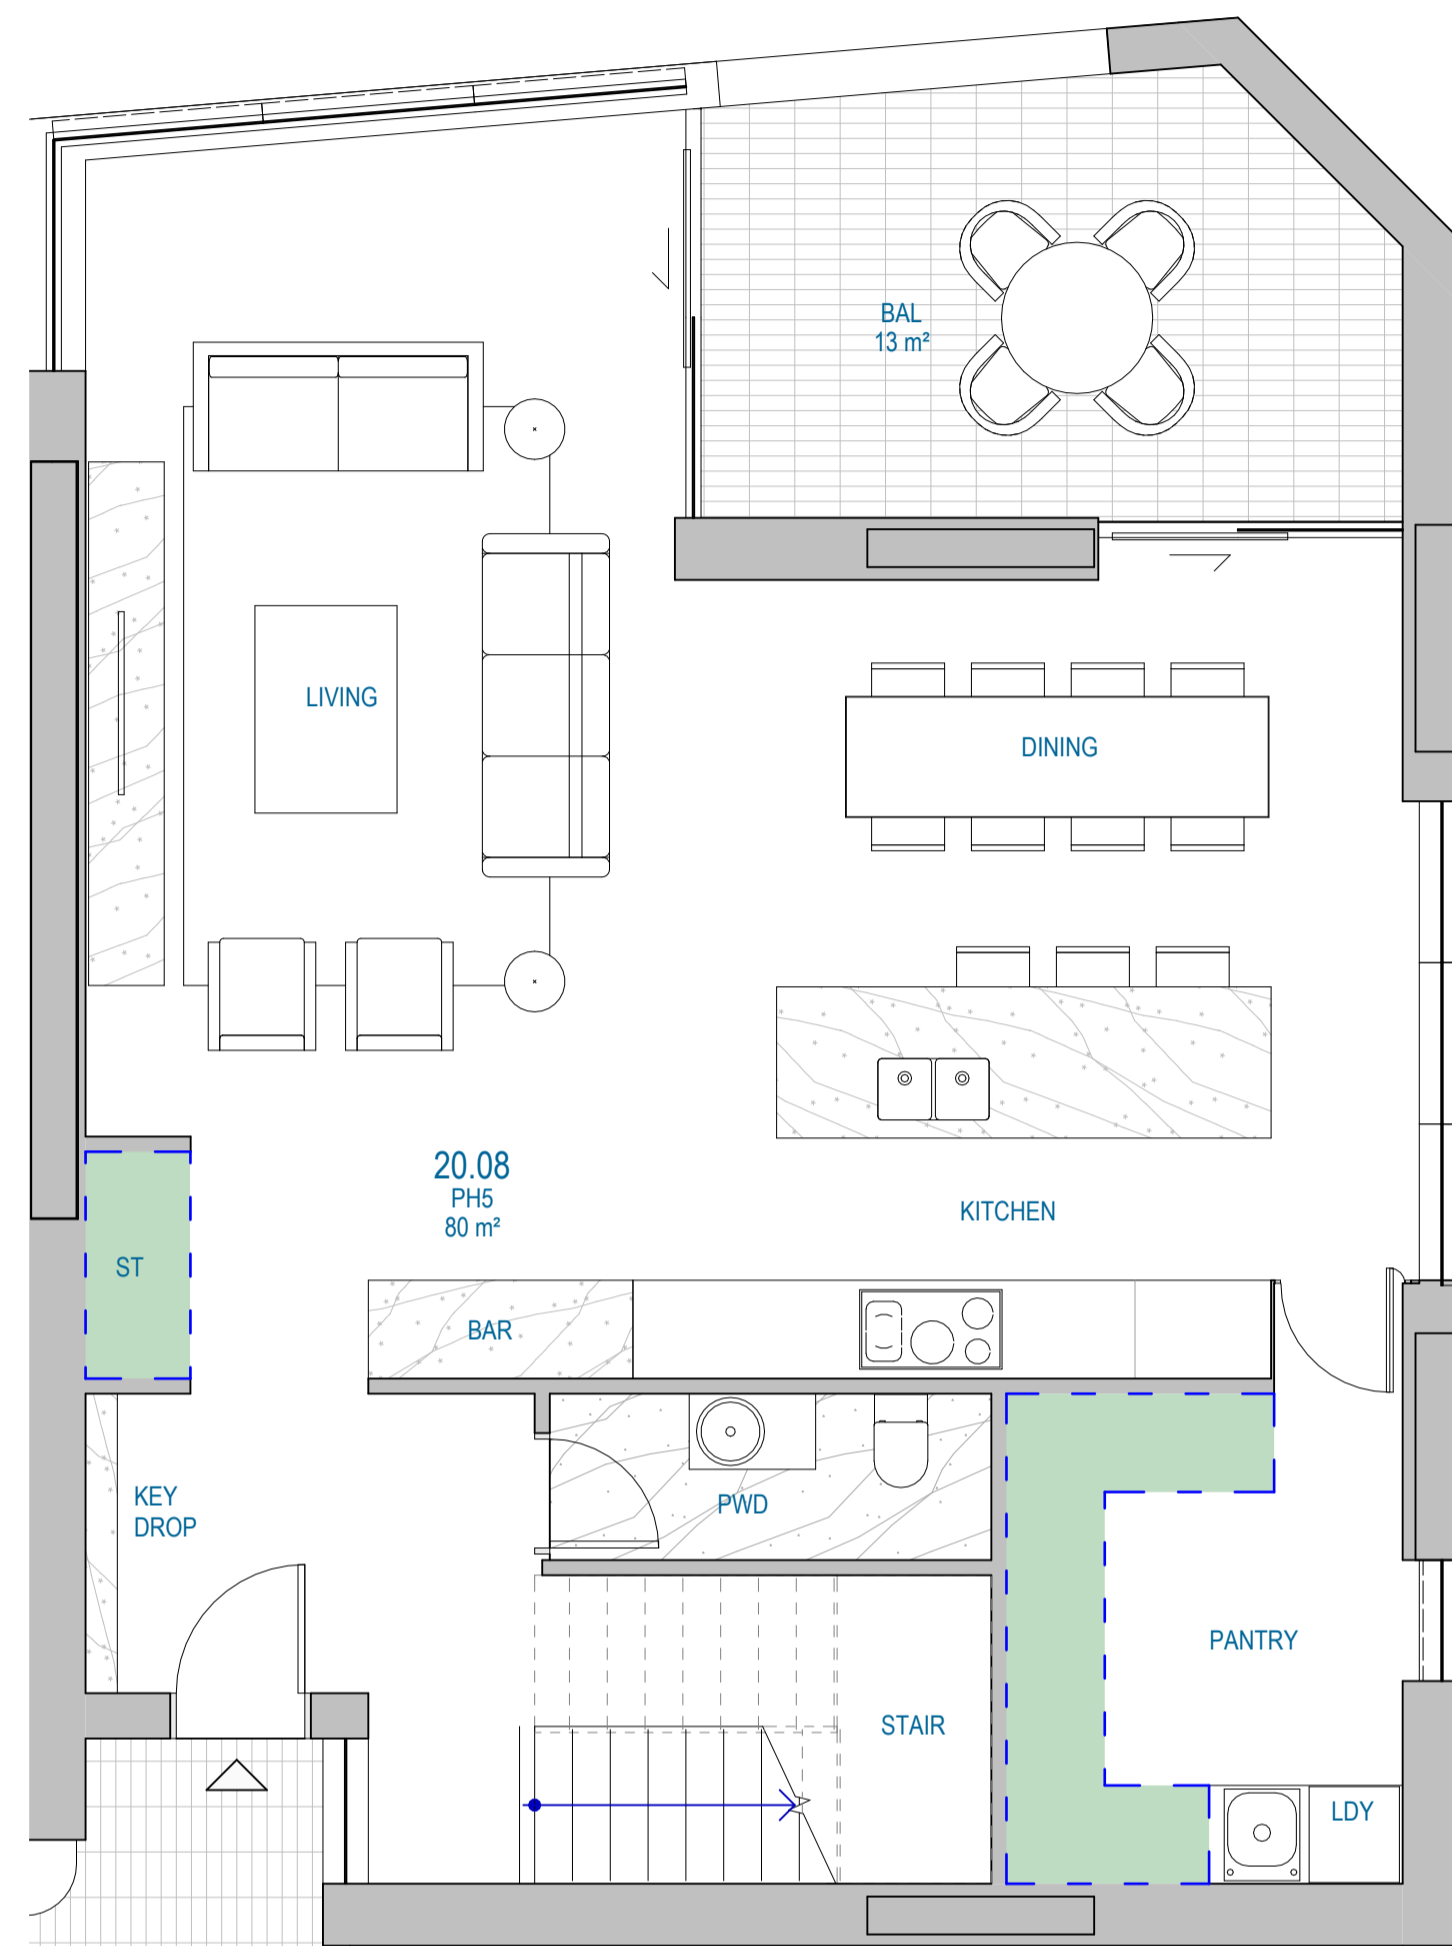 BAL
13 m²
LIVING
DINING
20.08
PH5
80 m²
KITCHEN
ST
BAR
KEY
DROP
PWD
PANTRY
STAIR
LDY